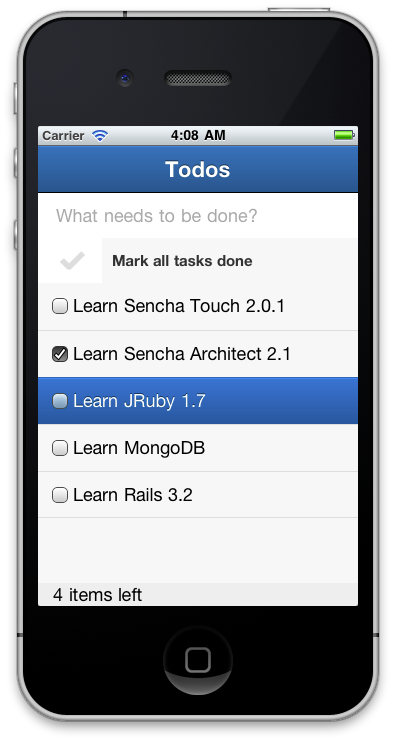 Carrier 4:08 AM
Todos
What needs to be done?
Mark all tasks done
Learn Sencha Touch 2.0.1
Learn Sencha Architect 2.1
Learn JRuby 1.7
Learn MongoDB
Learn Rails 3.2
4 items left